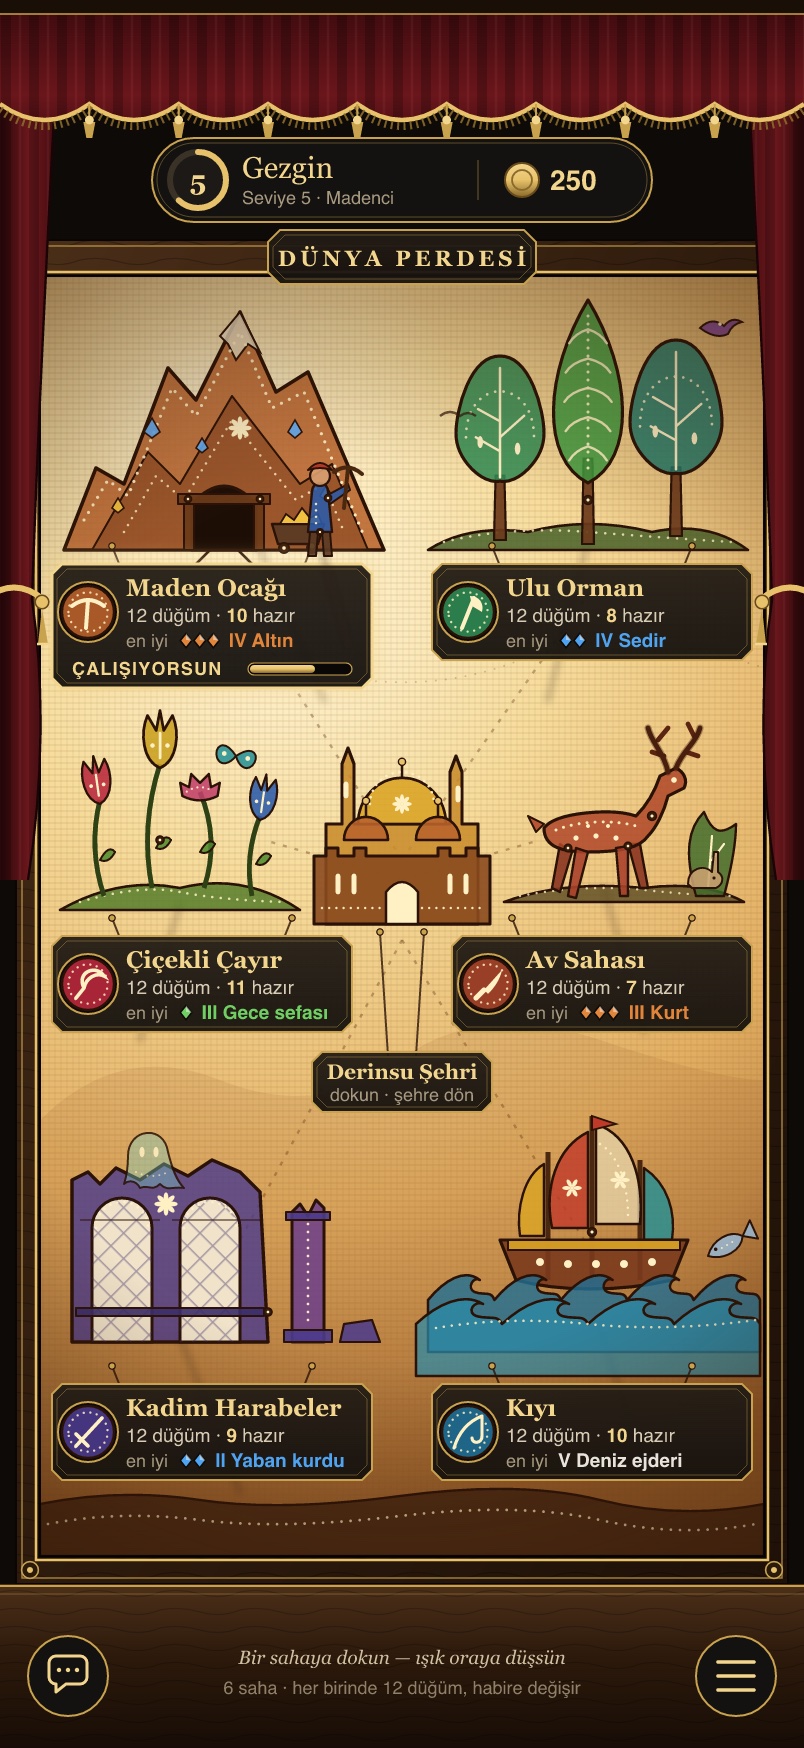 5
Gezgin
Seviye 5 · Madenci
250
DÜNYA PERDESİ
Maden Ocağı
12 düğüm · 10 hazır
en iyi IV Altın
ÇALIŞIYORSUN
Ulu Orman
12 düğüm · 8 hazır
en iyi IV Sedir
Çiçekli Çayır
12 düğüm · 11 hazır
en iyi III Gece sefası
Av Sahası
12 düğüm · 7 hazır
en iyi III Kurt
Derinsu Şehri
dokun · şehre dön
Kadim Harabeler
12 düğüm · 9 hazır
en iyi II Yaban kurdu
Kıyı
12 düğüm · 10 hazır
en iyi V Deniz ejderi
Bir sahaya dokun — ışık oraya düşsün
6 saha · her birinde 12 düğüm, habire değişir